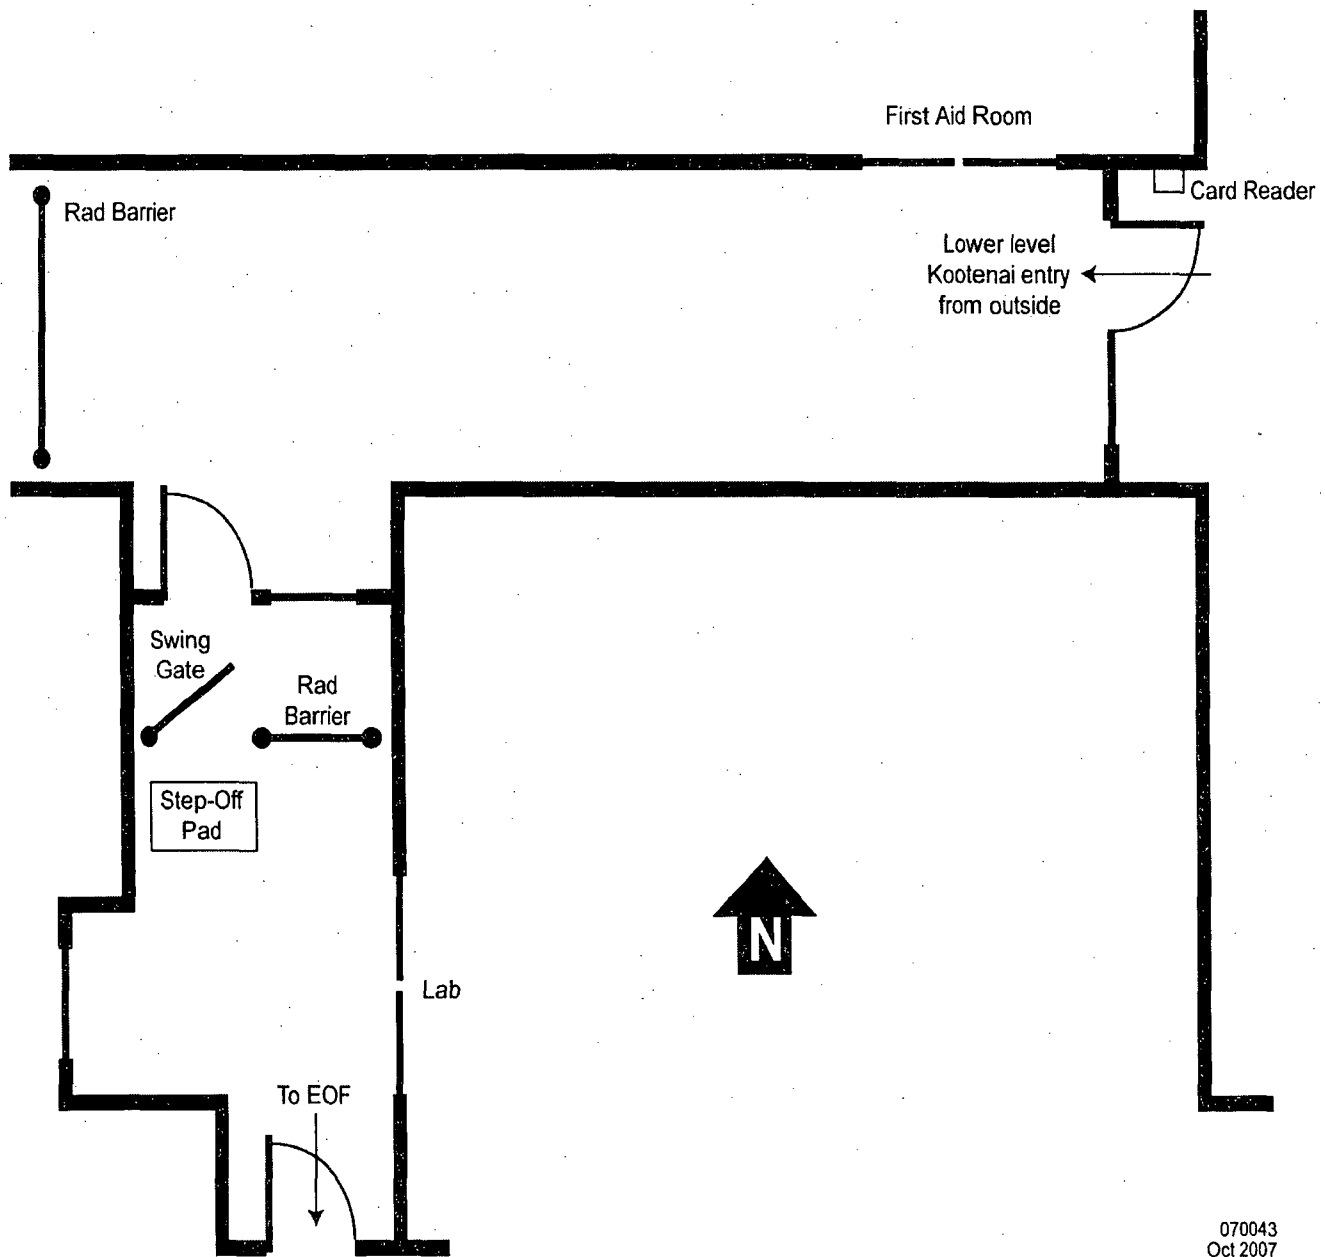 First Aid Room
Card Reader
Rad Barrier
Lower level
Kootenai entry
from outside
Swing
Gate
Rad
Barrier
Step-Off
Pad
N
Lab
To EOF
070043
Oct 2007